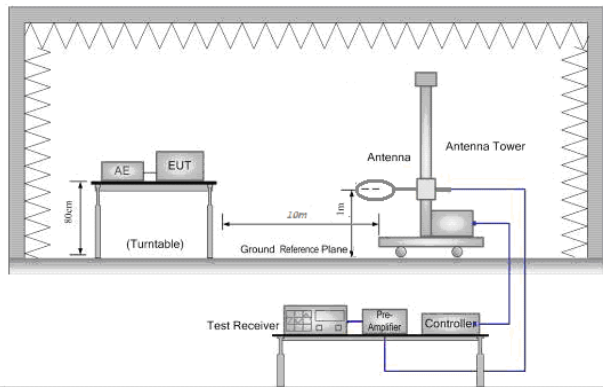 Antenna Tower
Antenna
AE
EUT
80cm
1m
10m
(Turntable)
Ground Reference Plane
Test Receiver
Pre-
Amplifier
Controller